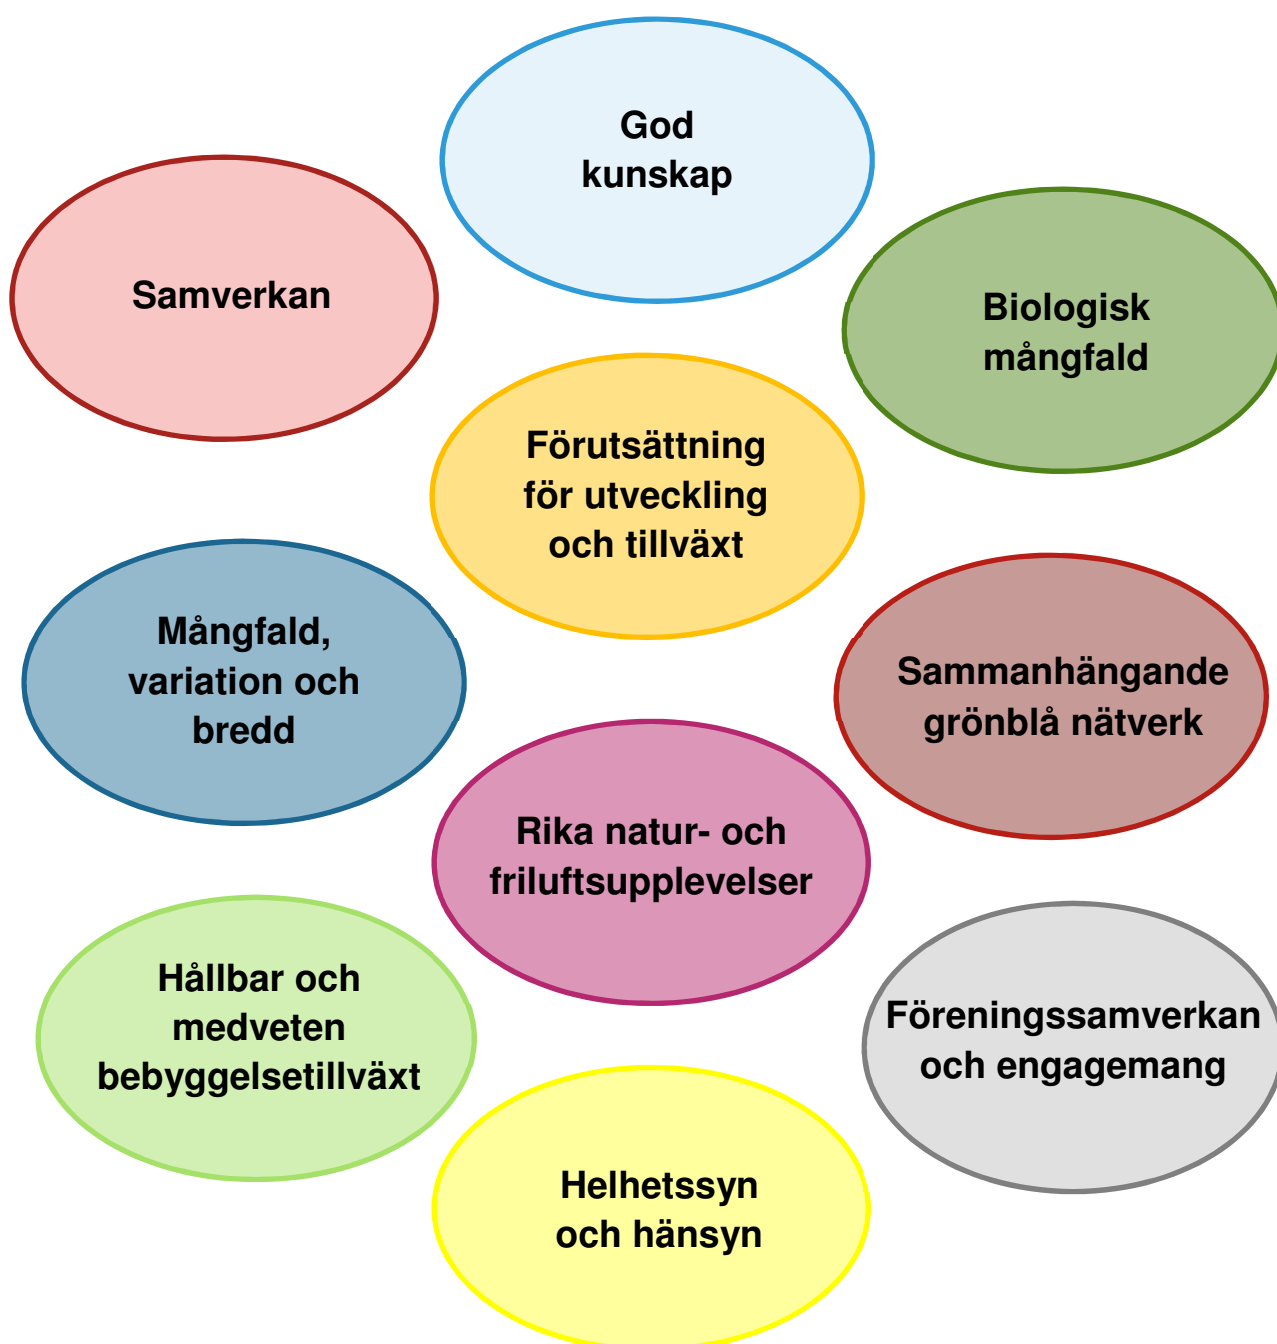 God
kunskap
Samverkan
Biologisk
mångfald
Förutsättning
för utveckling
och tillväxt
Mångfald,
variation och
bredd
Sammanhängande
grönblå nätverk
Rika natur- och
friluftsupplevelser
Hållbar och
medveten
bebyggelsetillväxt
Föreningssamverkan
och engagemang
Helhetssyn
och hänsyn